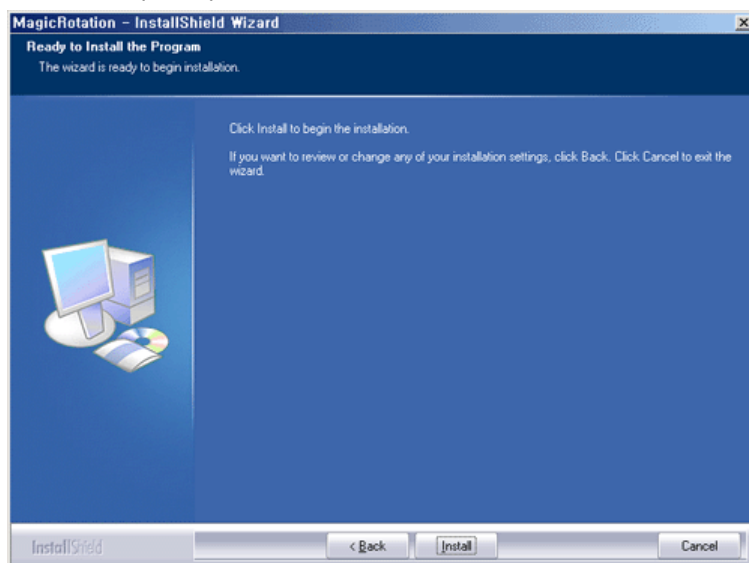 MagicRotation - InstallShield Wizard
Ready to Install the Program
The wizard is ready to begin installation.
Click Install to begin the installation.
If you want to review or change any of your installation settings, click Back. Click Cancel to exit the
wizard.
InstallShield
< Back
Install
Cancel